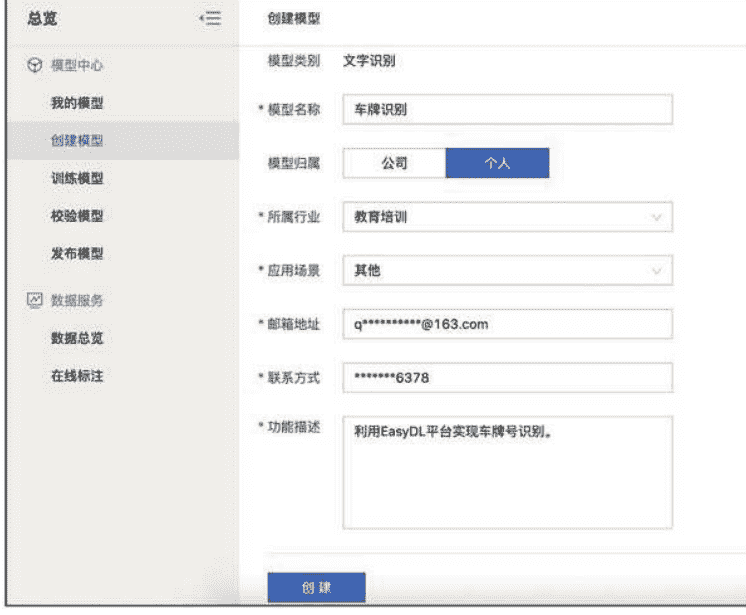 总览
模型中心
我的模型
创建模型
训练模型
校验模型
发布模型
数据服务
数据总览
在线标注
创建模型
模型类别 文字识别
* 模型名称 车牌识别
模型归属 公司 个人
* 所属行业 教育培训
* 应用场景 其他
* 邮箱地址 q**********@163.com
* 联系方式 *******6378
* 功能描述 利用EasyDL平台实现车牌号识别。
创建